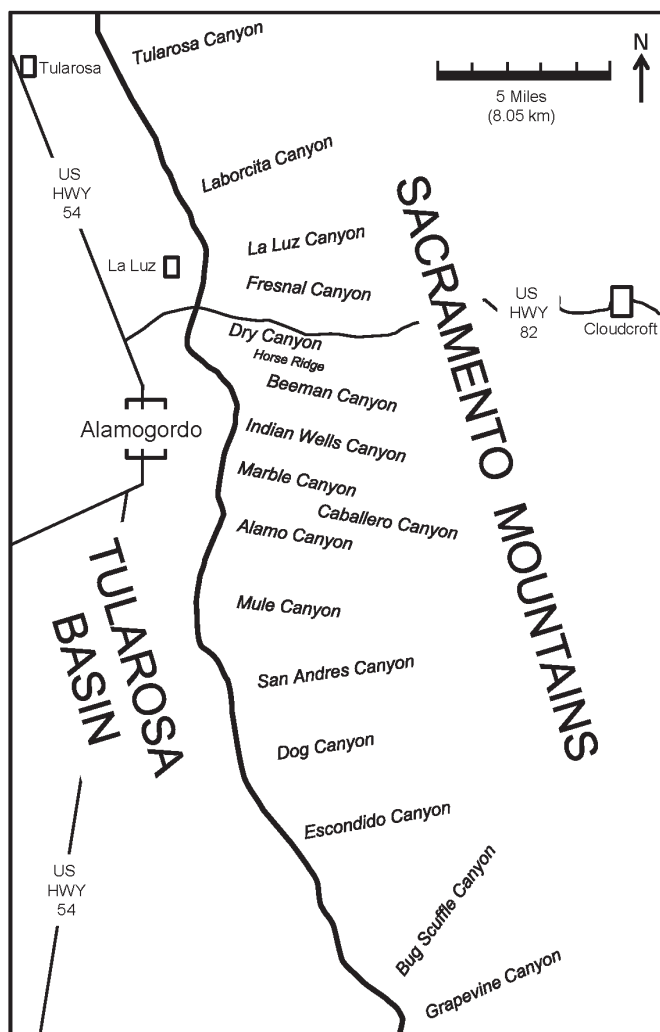 Tularosa Canyon
N
Tularosa
5 Miles
(8.05 km)
Laborcita Canyon
US
HWY
54
SACRAMENTO MOUNTAINS
La Luz Canyon
La Luz
Fresnal Canyon
US
HWY
82
Cloudcroft
Dry Canyon
Horse Ridge
Beeman Canyon
Alamogordo
Indian Wells Canyon
Marble Canyon
Caballero Canyon
Alamo Canyon
TULAROSA
BASIN
Mule Canyon
San Andres Canyon
Dog Canyon
Escondido Canyon
US
HWY
54
Bug Scuffle Canyon
Grapevine Canyon